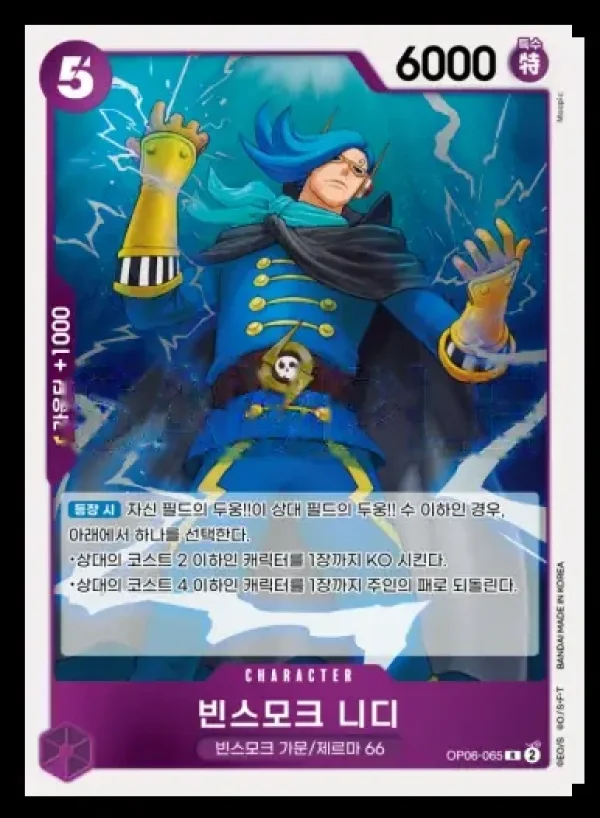 5
6000
특수
特
Moopic
카운터 +1000
등장 시 자신 필드의 두웅!!이 상대 필드의 두웅!! 수 이하인 경우,
아래에서 하나를 선택한다.
•상대의 코스트 2 이하인 캐릭터를 1장까지 KO 시킨다.
•상대의 코스트 4 이하인 캐릭터를 1장까지 주인의 패로 되돌린다.
CHARACTER
빈스모크 니디
빈스모크 가문/제르마 66
OP06-065 R 2
©EO/S ©O./S·F·T BANDAI MADE IN KOREA